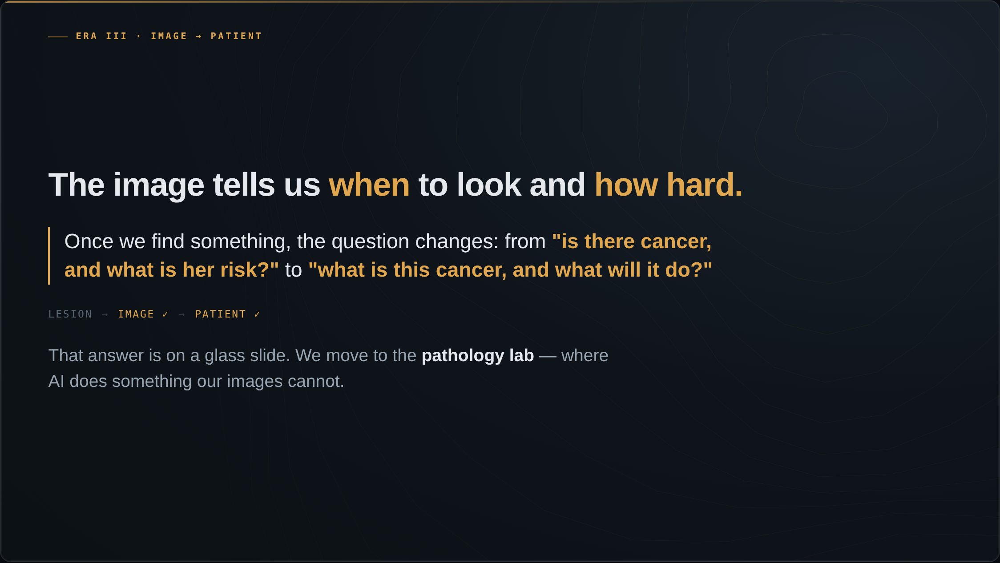 ERA III · IMAGE → PATIENT
The image tells us when to look and how hard.
Once we find something, the question changes: from "is there cancer,
and what is her risk?" to "what is this cancer, and what will it do?"
LESION → IMAGE ✓ → PATIENT ✓
That answer is on a glass slide. We move to the pathology lab — where
AI does something our images cannot.